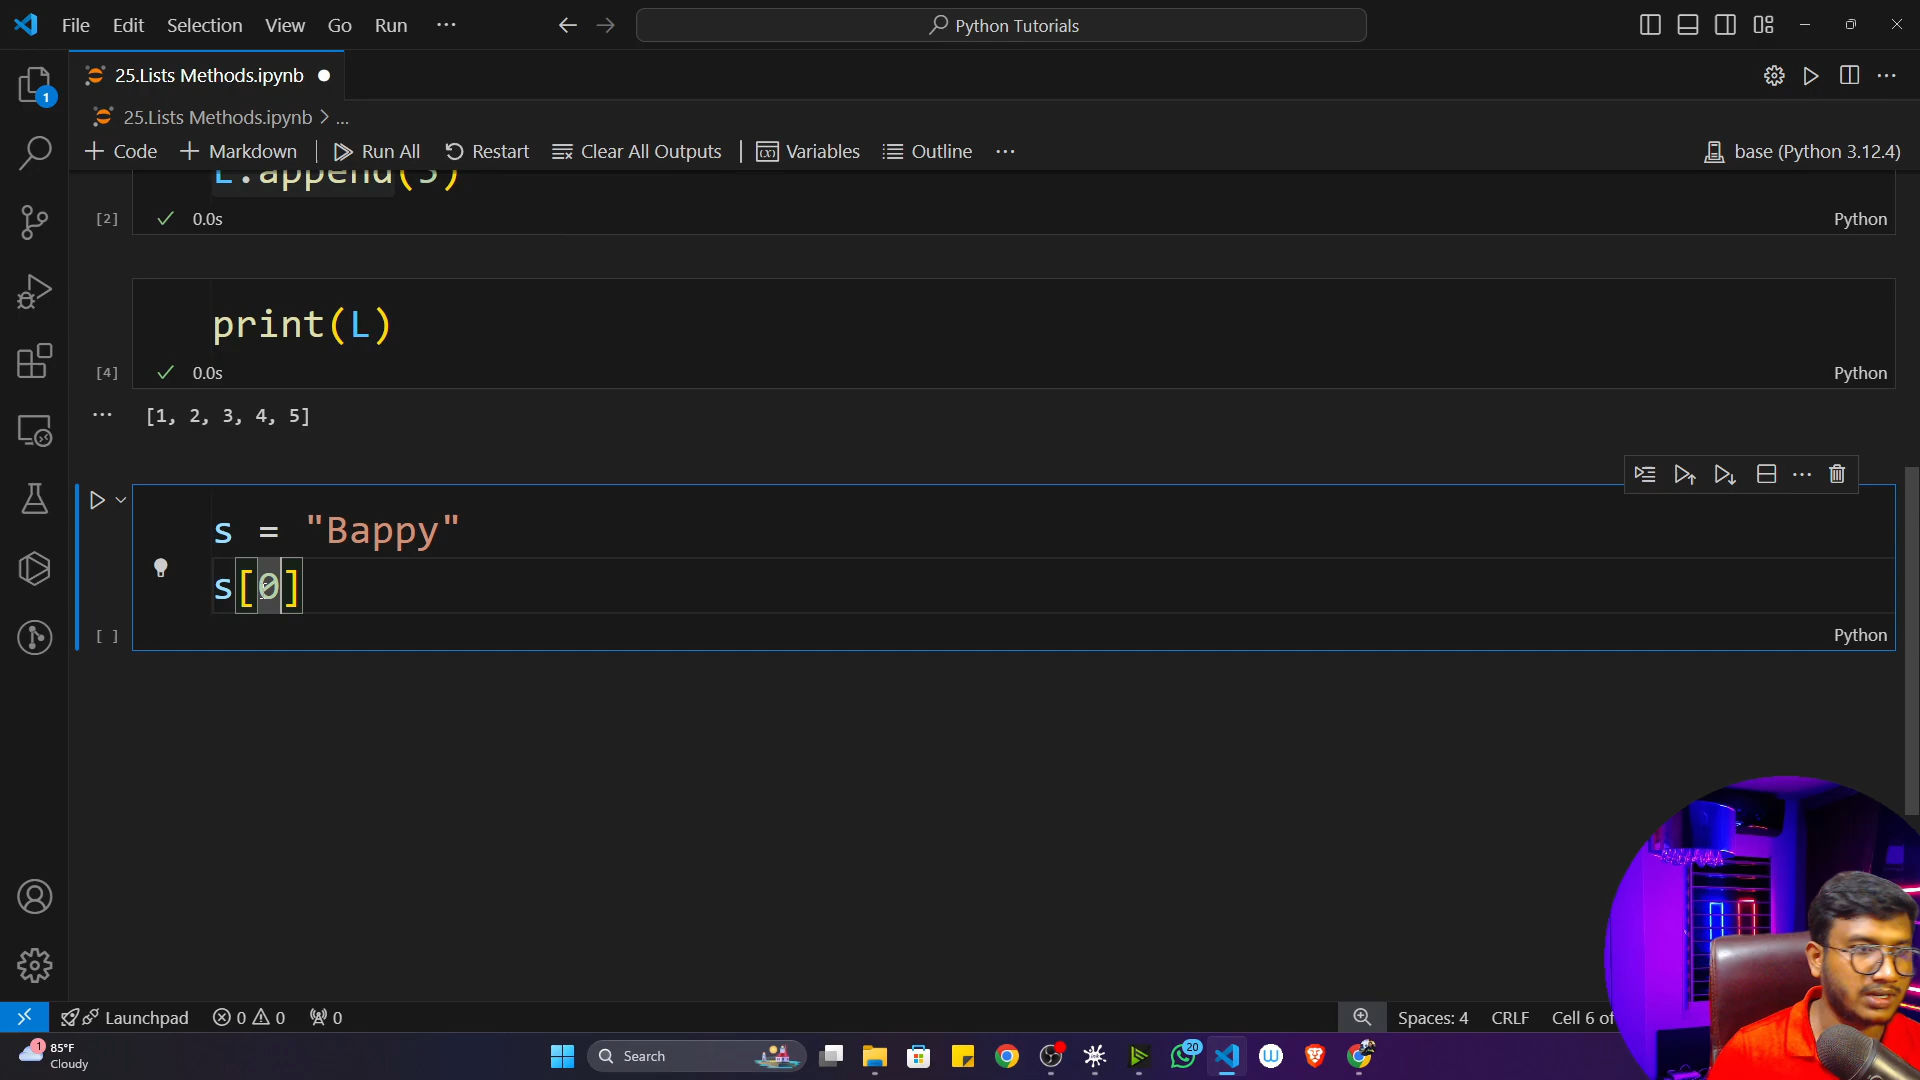 File Edit Selection View Go Run ···
Python Tutorials
25.Lists Methods.ipynb
25.Lists Methods.ipynb > ...
Code Markdown Run All Restart Clear All Outputs Variables Outline ···
base (Python 3.12.4)
[2] 0.0s Python
print(L)
[4] 0.0s Python
[1, 2, 3, 4, 5]
s = "Bappy"
s[0]
[ ] Python
Launchpad 0 0 0 Spaces: 4 CRLF Cell 6 of
85°F
Cloudy
Search
20